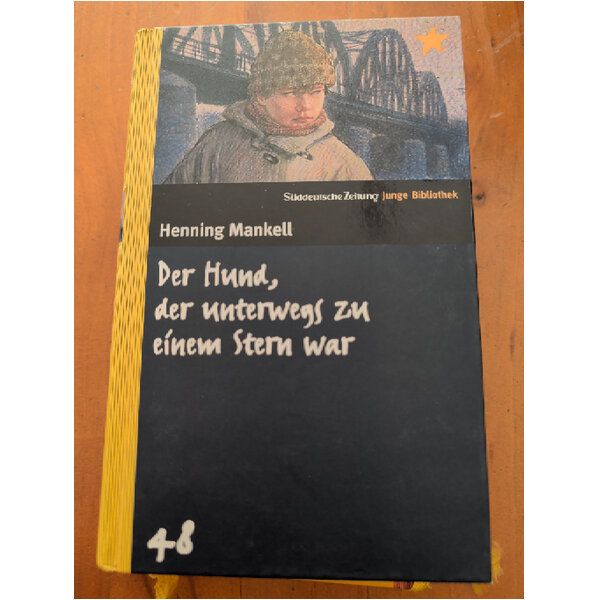 Süddeutsche Zeitung Junge Bibliothek
Henning Mankell
Der Hund,
der unterwegs zu
einem Stern war
48